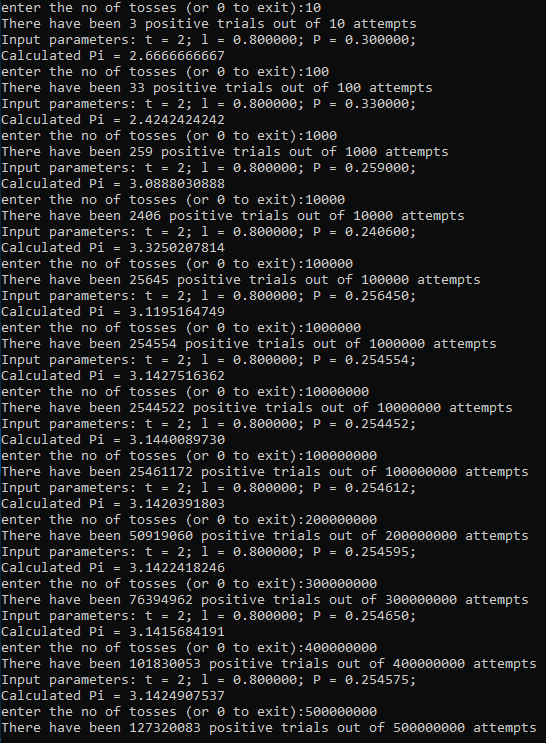 enter the no of tosses (or 0 to exit):10
There have been 3 positive trials out of 10 attempts
Input parameters: t = 2; l = 0.800000; P = 0.300000;
Calculated Pi = 2.6666666667
enter the no of tosses (or 0 to exit):100
There have been 33 positive trials out of 100 attempts
Input parameters: t = 2; l = 0.800000; P = 0.330000;
Calculated Pi = 2.4242424242
enter the no of tosses (or 0 to exit):1000
There have been 259 positive trials out of 1000 attempts
Input parameters: t = 2; l = 0.800000; P = 0.259000;
Calculated Pi = 3.0888030888
enter the no of tosses (or 0 to exit):10000
There have been 2406 positive trials out of 10000 attempts
Input parameters: t = 2; l = 0.800000; P = 0.240600;
Calculated Pi = 3.3250207814
enter the no of tosses (or 0 to exit):100000
There have been 25645 positive trials out of 100000 attempts
Input parameters: t = 2; l = 0.800000; P = 0.256450;
Calculated Pi = 3.1195164749
enter the no of tosses (or 0 to exit):1000000
There have been 254554 positive trials out of 1000000 attempts
Input parameters: t = 2; l = 0.800000; P = 0.254554;
Calculated Pi = 3.1427516362
enter the no of tosses (or 0 to exit):10000000
There have been 2544522 positive trials out of 10000000 attempts
Input parameters: t = 2; l = 0.800000; P = 0.254452;
Calculated Pi = 3.1440089730
enter the no of tosses (or 0 to exit):100000000
There have been 25461172 positive trials out of 100000000 attempts
Input parameters: t = 2; l = 0.800000; P = 0.254612;
Calculated Pi = 3.1420391803
enter the no of tosses (or 0 to exit):200000000
There have been 50919060 positive trials out of 200000000 attempts
Input parameters: t = 2; l = 0.800000; P = 0.254595;
Calculated Pi = 3.1422418246
enter the no of tosses (or 0 to exit):300000000
There have been 76394962 positive trials out of 300000000 attempts
Input parameters: t = 2; l = 0.800000; P = 0.254650;
Calculated Pi = 3.1415684191
enter the no of tosses (or 0 to exit):400000000
There have been 101830053 positive trials out of 400000000 attempts
Input parameters: t = 2; l = 0.800000; P = 0.254575;
Calculated Pi = 3.1424907537
enter the no of tosses (or 0 to exit):500000000
There have been 127320083 positive trials out of 500000000 attempts